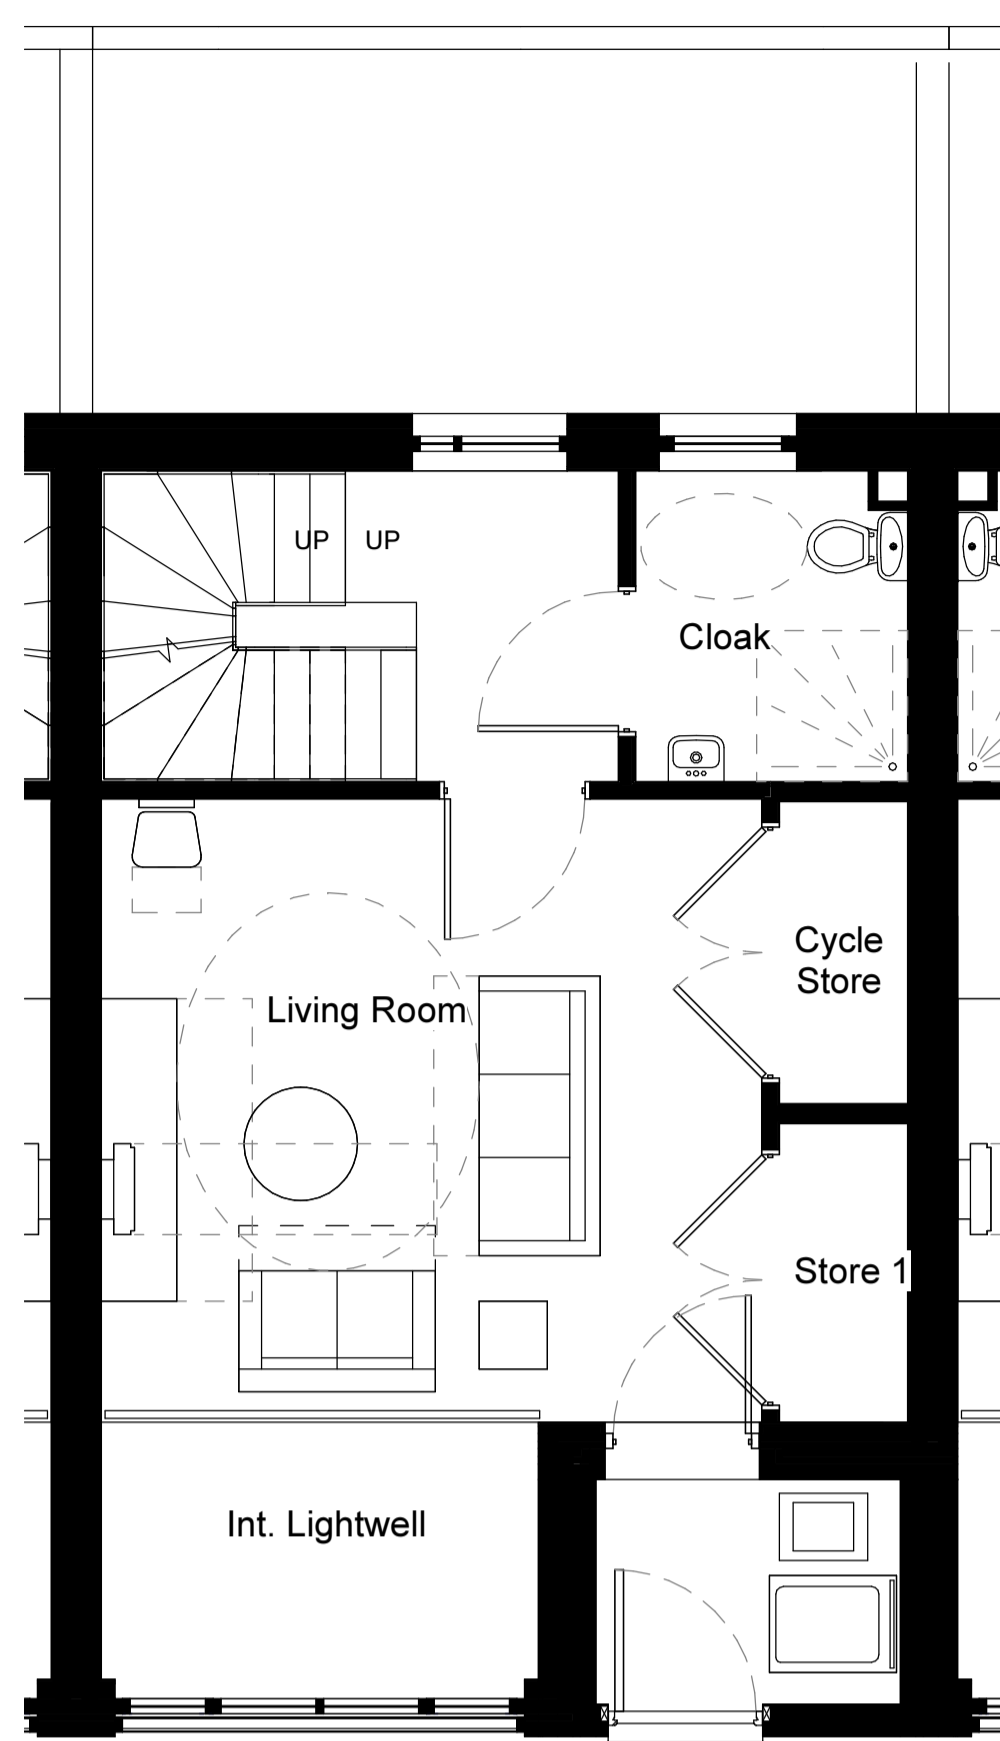 UP UP
Cloak
Cycle
Store
Living Room
Store 1
Int. Lightwell